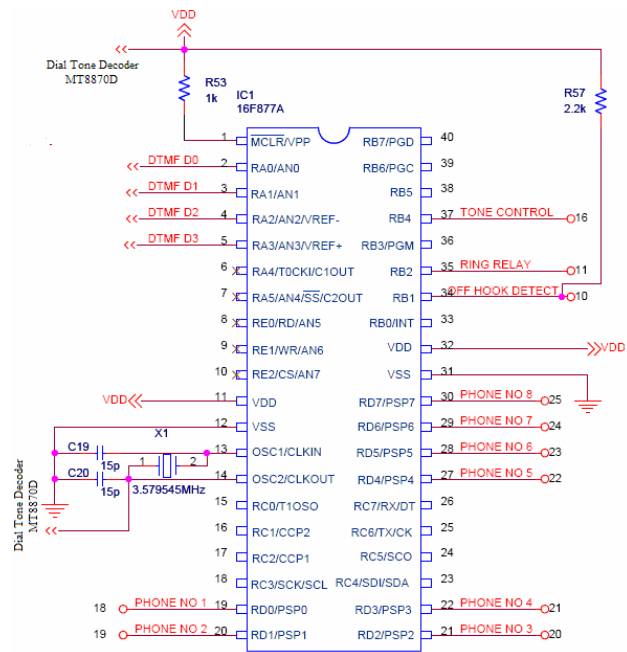 VDD
Dial Tone Decoder
MT8870D
R53
1k
IC1
16F877A
R57
2.2k
1 MCLR/VPP RB7/PGD 40
DTMF D0 2 RA0/AN0 RB6/PGC 39
DTMF D1 3 RA1/AN1 RB5 38
DTMF D2 4 RA2/AN2/VREF- RB4 37 TONE CONTROL 16
DTMF D3 5 RA3/AN3/VREF+ RB3/PGM 36
6 RA4/T0CKI/C1OUT RB2 35 RING RELAY 11
7 RA5/AN4/SS/C2OUT RB1 34 OFF HOOK DETECT 10
8 RE0/RD/AN5 RB0/INT 33
9 RE1/WR/AN6 VDD 32 VDD
10 RE2/CS/AN7 VSS 31
VDD 11 VDD RD7/PSP7 30 PHONE NO 8 25
12 VSS RD6/PSP6 29 PHONE NO 7 24
C19 15p X1 13 OSC1/CLKIN RD5/PSP5 28 PHONE NO 6 23
C20 15p 1 2 3.579545MHz 14 OSC2/CLKOUT RD4/PSP4 27 PHONE NO 5 22
Dial Tone Decoder
MT8870D
15 RC0/T1OSO RC7/RX/DT 26
16 RC1/CCP2 RC6/TX/CK 25
17 RC2/CCP1 RC5/SCO 24
18 RC3/SCK/SCL RC4/SDI/SDA 23
18 PHONE NO 1 19 RD0/PSP0 RD3/PSP3 22 PHONE NO 4 21
19 PHONE NO 2 20 RD1/PSP1 RD2/PSP2 21 PHONE NO 3 20